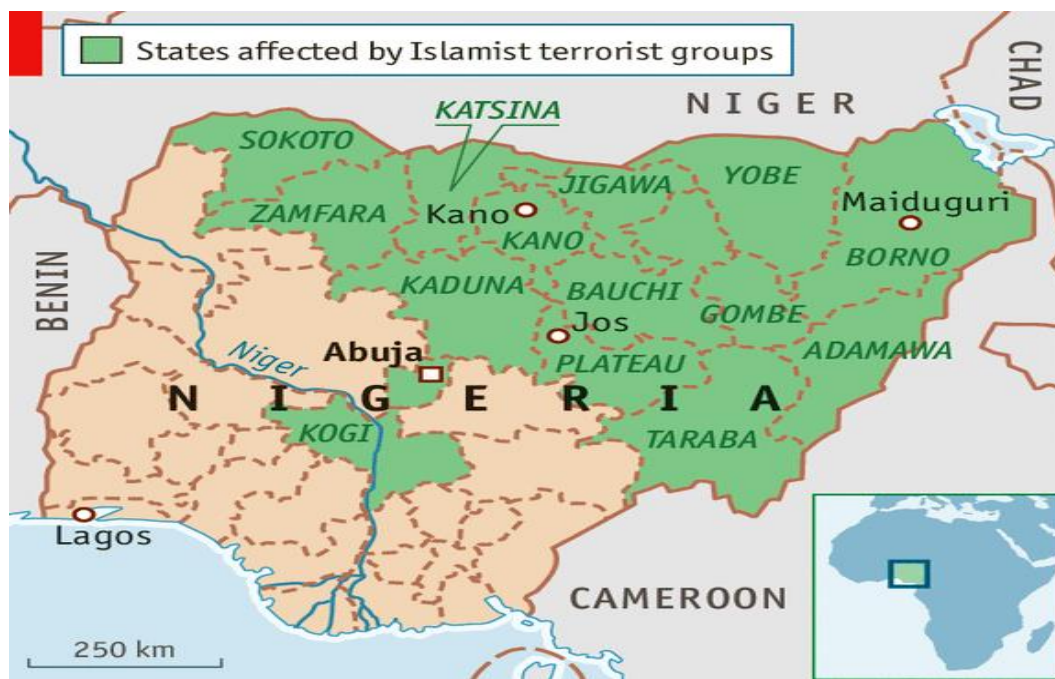 States affected by Islamist terrorist groups
CHAD
NIGER
KATSINA
SOKOTO
JIGAWA
YOBE
ZAMFARA
Kano
Maiduguri
KANO
BORNO
BENIN
KADUNA
BAUCHI
GOMBE
Jos
ADAMAWA
Niger
Abuja
PLATEAU
NIGERIA
KOGI
TARABA
Lagos
CAMEROON
250 km